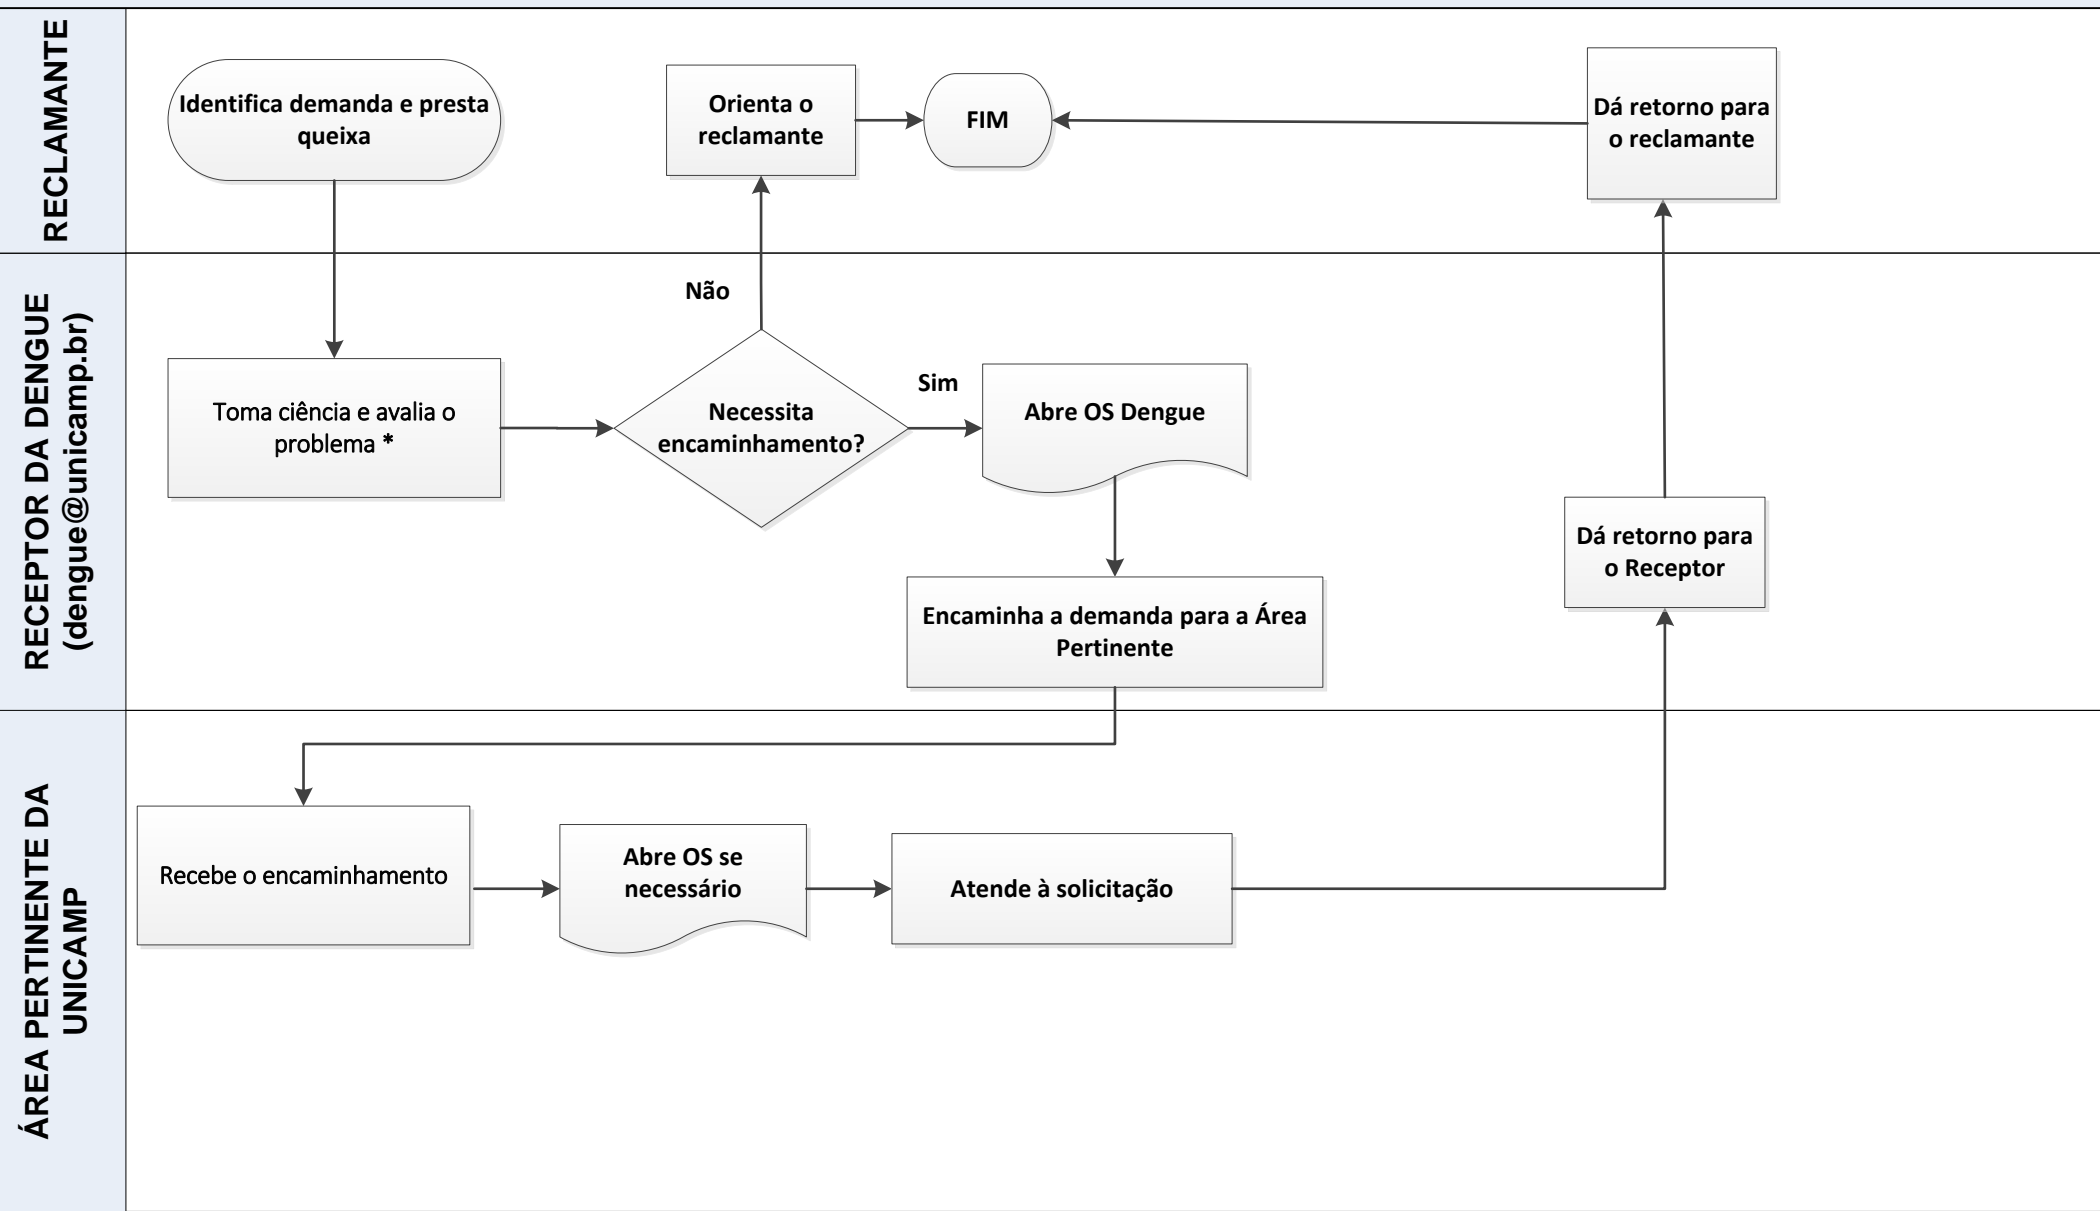 RECLAMANTE
Identifica demanda e presta
queixa
Orienta o
reclamante
FIM
Dá retorno para
o reclamante
RECEPTOR DA DENGUE
(dengue@unicamp.br)
Toma ciência e avalia o
problema *
Não
Necessita
encaminhamento?
Sim
Abre OS Dengue
Encaminha a demanda para a Área
Pertinente
Dá retorno para
o Receptor
ÁREA PERTINENTE DA
UNICAMP
Recebe o encaminhamento
Abre OS se
necessário
Atende à solicitação